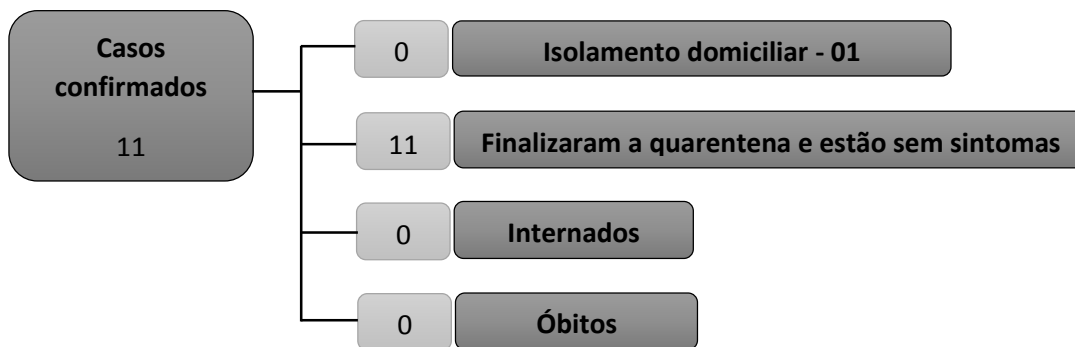 Casos
confirmados
11
0
Isolamento domiciliar - 01
11
Finalizaram a quarentena e estão sem sintomas
0
Internados
0
Óbitos